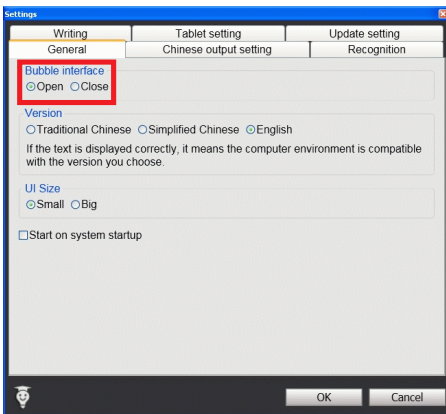 Settings
Writing Tablet setting Update setting
General Chinese output setting Recognition
Bubble interface
Open Close
Version
Traditional Chinese Simplified Chinese English
If the text is displayed correctly, it means the computer environment is compatible
with the version you choose.
UI Size
Small Big
Start on system startup
OK Cancel